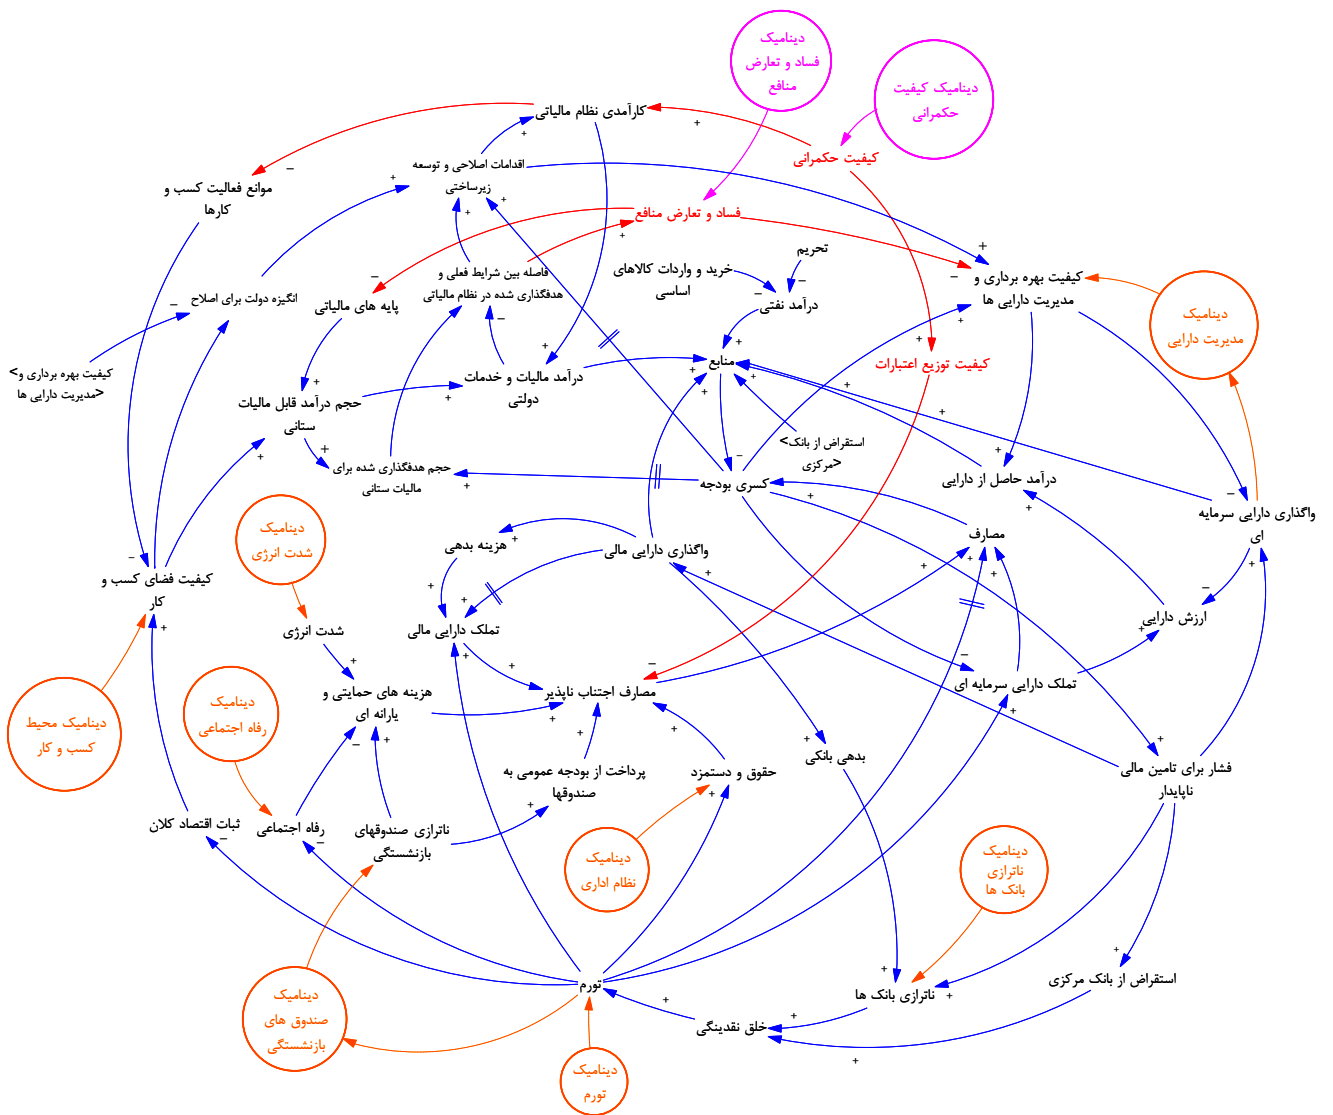 دینامیک
فساد و تعارض
منافع
دینامیک کیفیت
حکمرانی
کارآمدی نظام مالیاتی
+
+
کیفیت حکمرانی
اقدامات اصلاحی و توسعه
زیرساختی
موانع فعالیت کسب و
کارها
−
+
+
+
فساد و تعارض منافع
+
تحریم
+
فاصله بین شرایط فعلی و
هدفگذاری شده در نظام مالیاتی
خرید و واردات کالاهای
اساسی
−
−
درآمد نفتی
کیفیت بهره برداری و
مدیریت دارایی ها
−
+
دینامیک
مدیریت دارایی
انگیزه دولت برای اصلاح
−
پایه های مالیاتی
−
+
−
+
+
منابع
+
+
کیفیت توزیع اعتبارات
+
<کیفیت بهره برداری و
مدیریت دارایی ها>
درآمد مالیات و خدمات
دولتی
+
+
حجم درآمد قابل مالیات
ستانی
+
+
+
+
+
+
<استقراض از بانک
مرکزی>
حجم هدفگذاری شده برای
مالیات ستانی
+
+
کسری بودجه
−
+
درآمد حاصل از دارایی
+
+
واگذاری دارایی سرمایه
ای
−
+
دینامیک
شدت انرژی
هزینه بدهی
+
واگذاری دارایی مالی
+
مصارف
+
+
+
کیفیت فضای کسب و
کار
−
+
+
+
ارزش دارایی
−
+
شدت انرژی
+
تملک دارایی مالی
+
+
−
−
تملک دارایی سرمایه ای
+
هزینه های حمایتی و
یارانه ای
−
+
مصارف اجتناب ناپذیر
+
+
+
دینامیک محیط
کسب و کار
دینامیک
رفاه اجتماعی
بدهی بانکی
+
+
فشار برای تامین مالی
ناپایدار
پرداخت از بودجه عمومی به
صندوقها
+
حقوق و دستمزد
+
ثبات اقتصاد کلان
−
رفاه اجتماعی
−
ناترازی صندوقهای
بازنشستگی
دینامیک
نظام اداری
دینامیک
ناترازی
بانک ها
+
+
+
استقراض از بانک مرکزی
تورم
ناترازی بانک ها
دینامیک
صندوق های
بازنشستگی
+
خلق نقدینگی
+
+
دینامیک
تورم